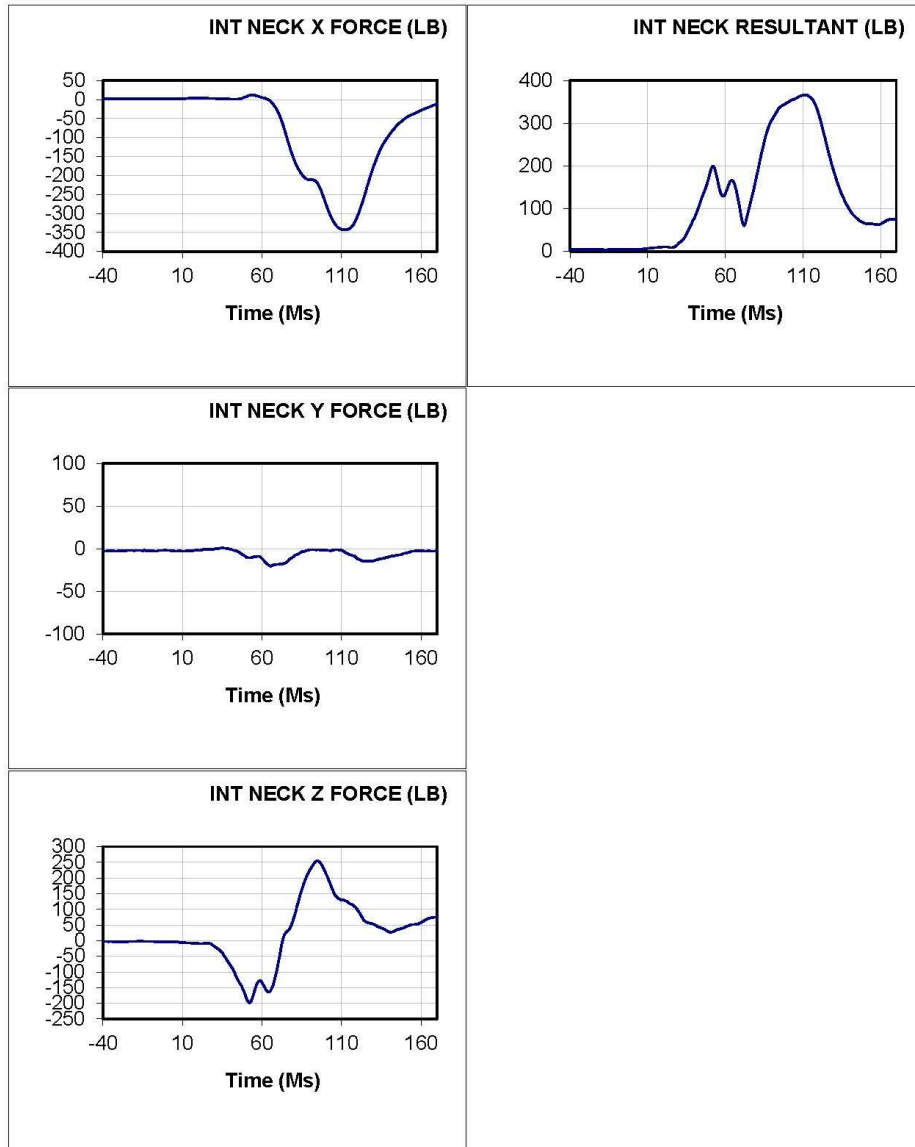 INT NECK X FORCE (LB)
50
0
-50
-100
-150
-200
-250
-300
-350
-400
-40 10 60 110 160
Time (Ms)
INT NECK RESULTANT (LB)
400
300
200
100
0
-40 10 60 110 160
Time (Ms)
INT NECK Y FORCE (LB)
100
50
0
-50
-100
-40 10 60 110 160
Time (Ms)
INT NECK Z FORCE (LB)
300
250
200
150
100
50
0
-50
-100
-150
-200
-250
-40 10 60 110 160
Time (Ms)